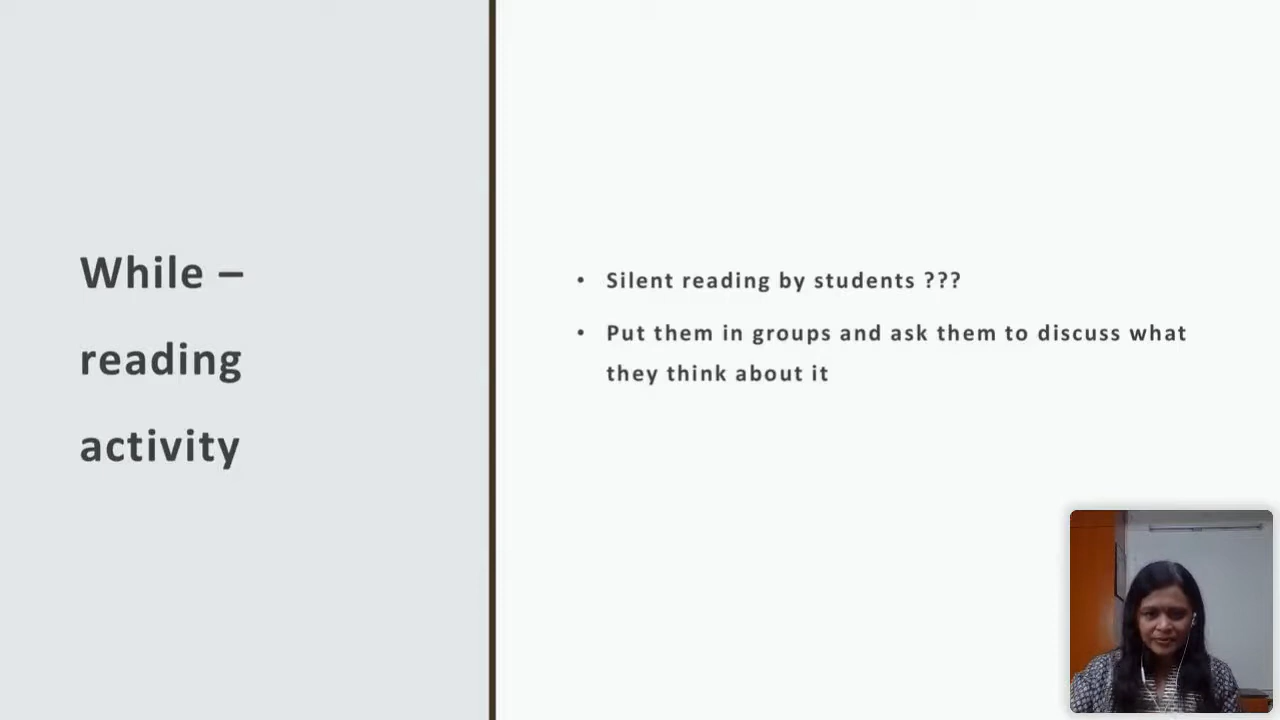 While –
reading
activity
• Silent reading by students ???
• Put them in groups and ask them to discuss what
they think about it